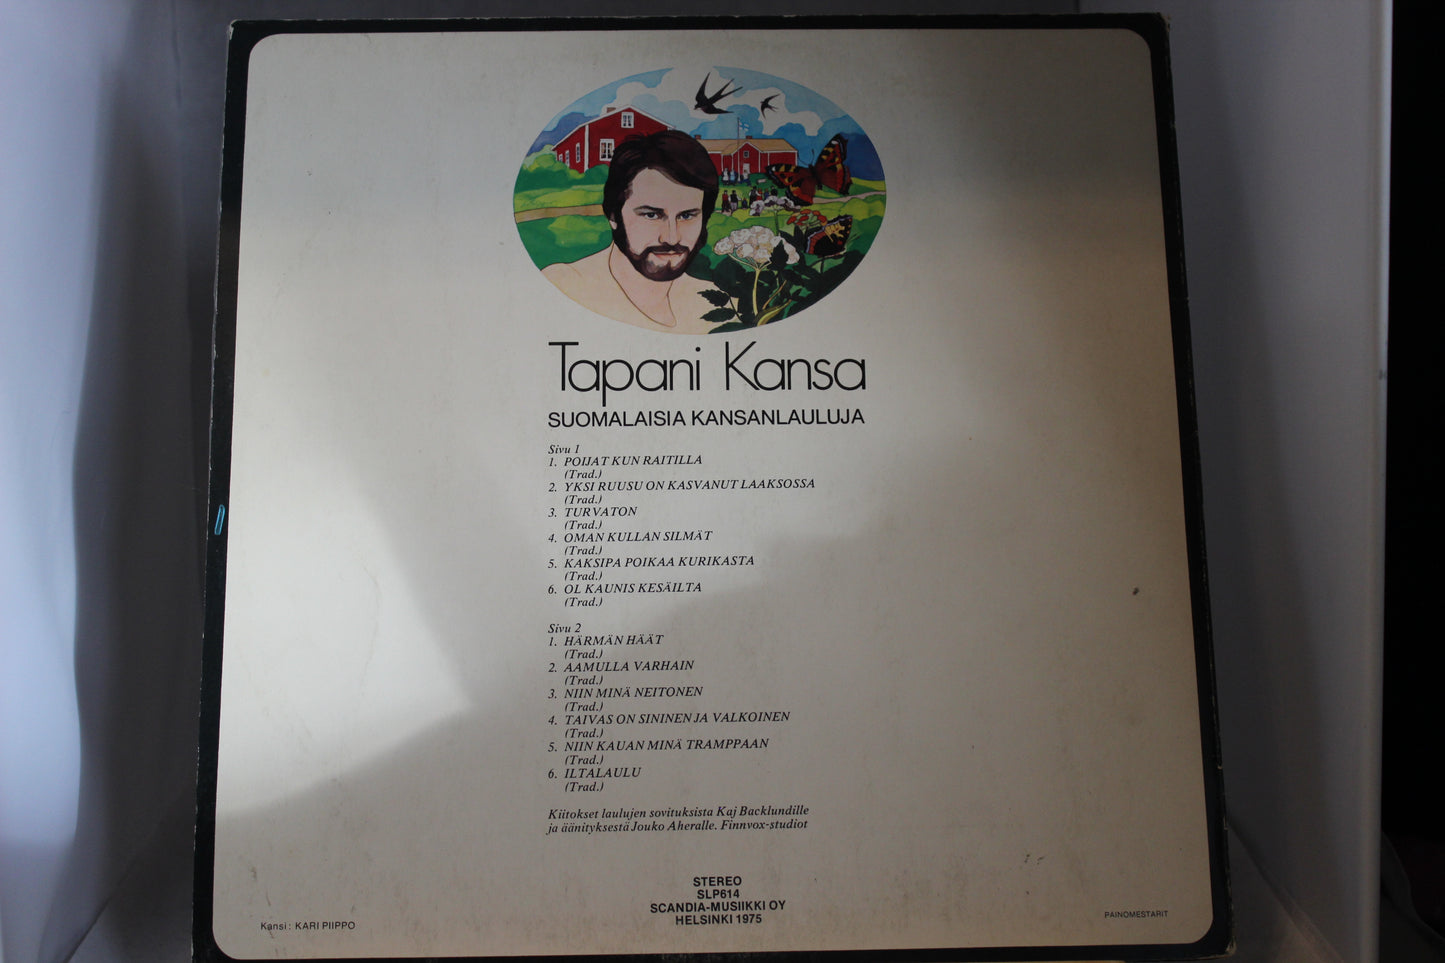 Tapani Kansa
SUOMALAISIA KANSANLAULUJA
Sivu 1
1. POIJAT KUN RAITILLA
(Trad.)
2. YKSI RUUSU ON KASVANUT LAAKSOSSA
(Trad.)
3. TURVATON
(Trad.)
4. OMAN KULLAN SILMÄT
(Trad.)
5. KAKSIPA POIKAA KURIKASTA
(Trad.)
6. OL KAUNIS KESÄILTA
(Trad.)
Sivu 2
1. HÄRMÄN HÄÄT
(Trad.)
2. AAMULLA VARHAIN
(Trad.)
3. NIIN MINÄ NEITONEN
(Trad.)
4. TAIVAS ON SININEN JA VALKOINEN
(Trad.)
5. NIIN KAUAN MINÄ TRAMPPAAN
(Trad.)
6. ILTALAULU
(Trad.)
Kiitokset laulujen sovituksista Kaj Backlundille
ja äänityksestä Jouko Aheralle. Finnvox-studiot
STEREO
SLP614
SCANDIA-MUSIIKKI OY
HELSINKI 1975
Kansi: KARI PIIPPO
PAINOMESTARIT